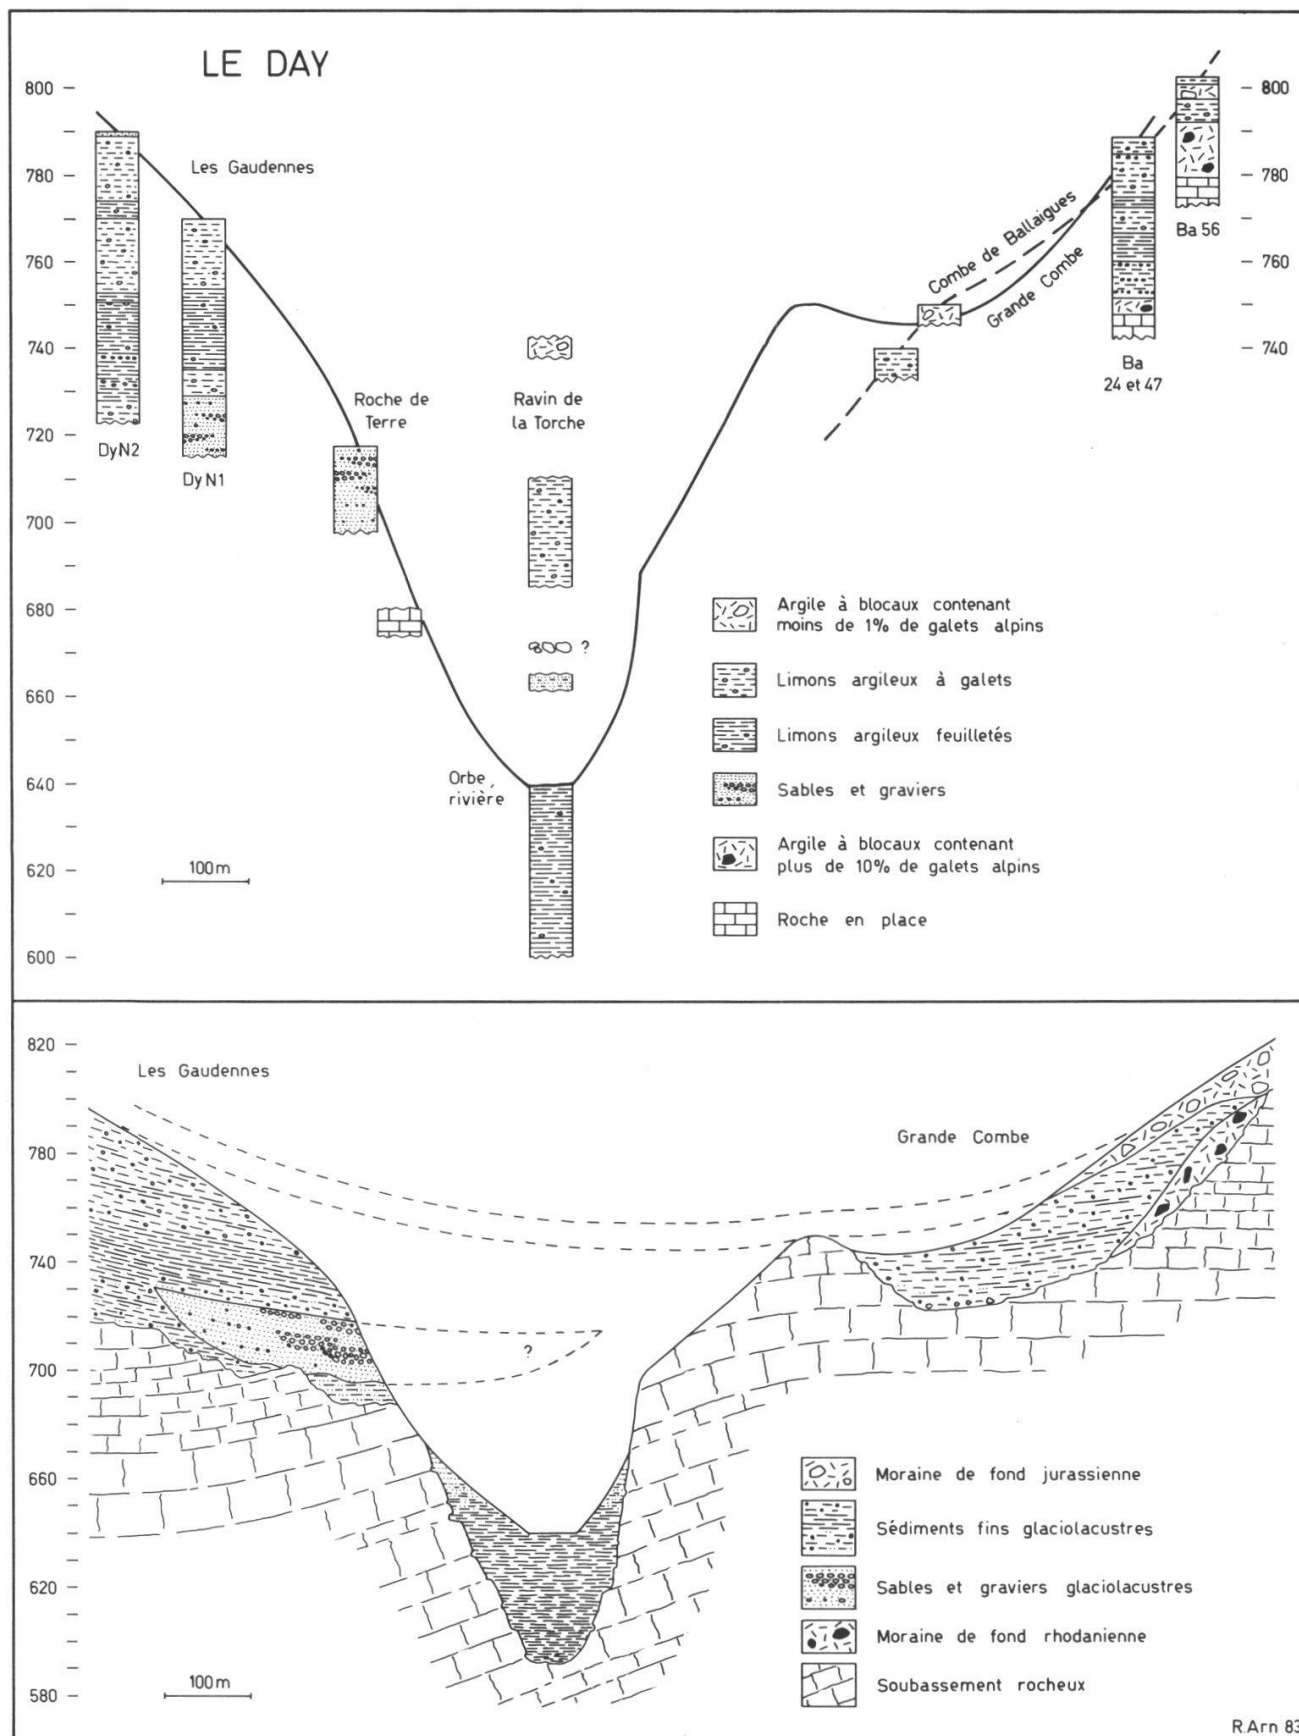 LE DAY
800
780
760
740
720
700
680
660
640
620
600
800
780
760
740
Les Gaudennes
DyN2
DyN1
Roche de
Terre
Ravin de
la Torche
?
Combe de Ballaigues
Grande Combe
Ba
24 et 47
Ba 56
Orbe,
rivière
100m
Argile à blocaux contenant
moins de 1% de galets alpins
Limons argileux à galets
Limons argileux feuilletés
Sables et graviers
Argile à blocaux contenant
plus de 10% de galets alpins
Roche en place
820
800
780
740
700
660
620
580
Les Gaudennes
Grande Combe
?
100m
Moraine de fond jurassienne
Sédiments fins glaciolacustres
Sables et graviers glaciolacustres
Moraine de fond rhodanienne
Soubassement rocheux
R.Arn 83